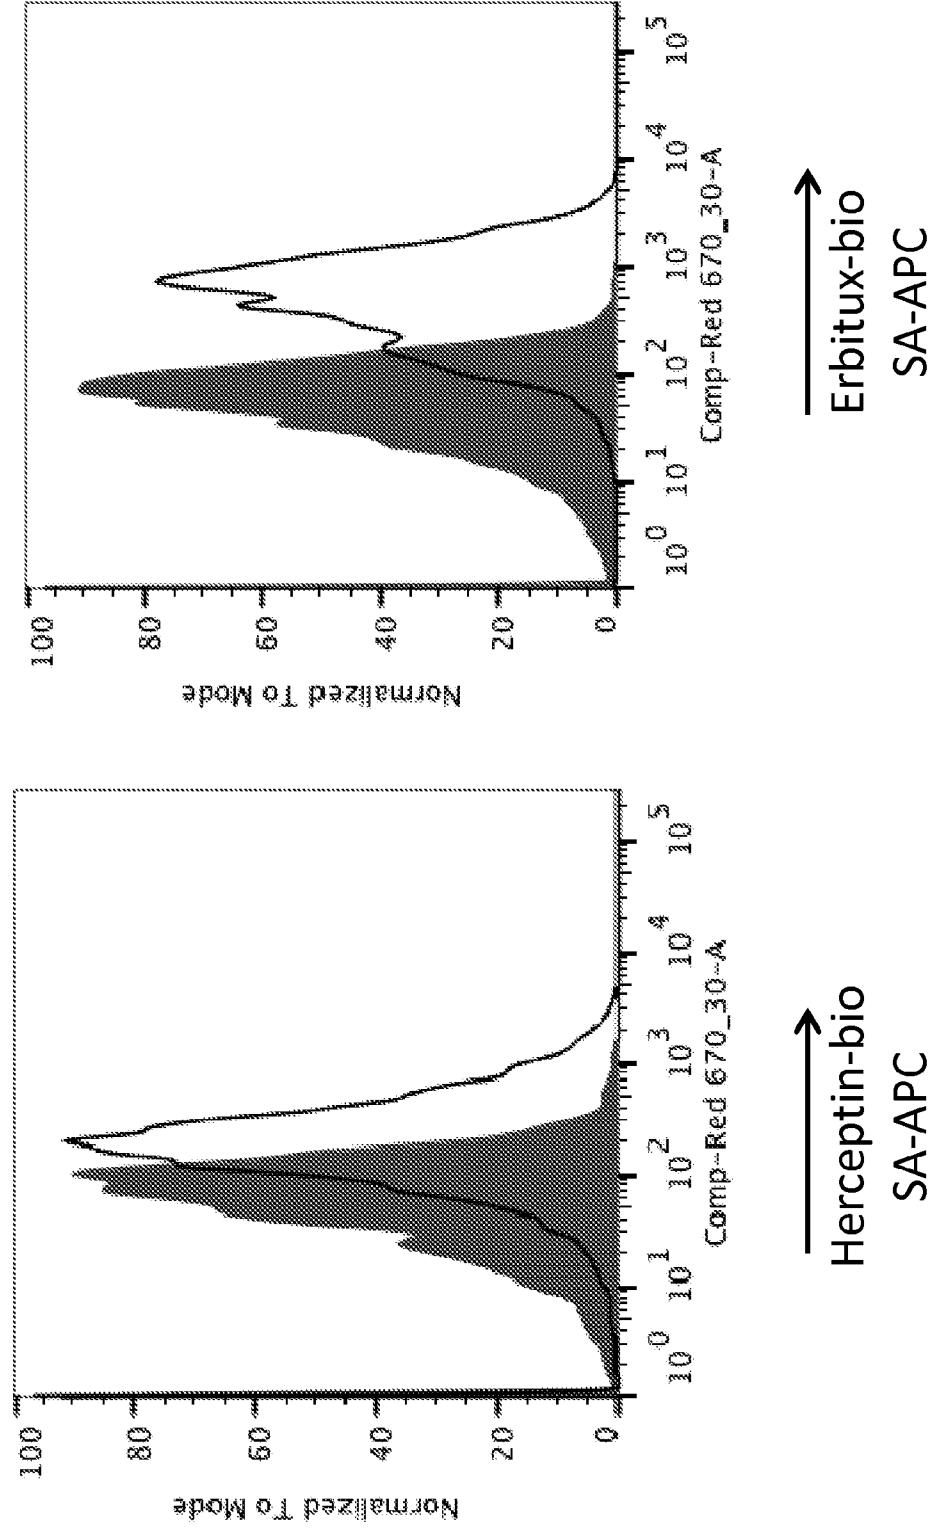 Normalized To Mode
100
80
60
40
20
0
10^0 10^1 10^2 10^3 10^4 10^5
Comp-Red 670_30-A
Herceptin-bio
SA-APC
Normalized To Mode
100
80
60
40
20
0
10^0 10^1 10^2 10^3 10^4 10^5
Comp-Red 670_30-A
Erbitux-bio
SA-APC